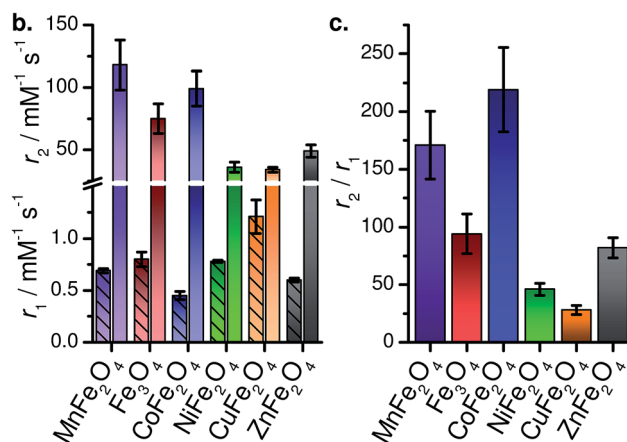 b.
r₂ / mM⁻¹ s⁻¹
150
100
50
r₁ / mM⁻¹ s⁻¹
1.0
0.5
0.0
MnFe₂O₄
Fe₃O₄
CoFe₂O₄
NiFe₂O₄
CuFe₂O₄
ZnFe₂O₄
c.
r₂ / r₁
250
200
150
100
50
0
MnFe₂O₄
Fe₃O₄
CoFe₂O₄
NiFe₂O₄
CuFe₂O₄
ZnFe₂O₄